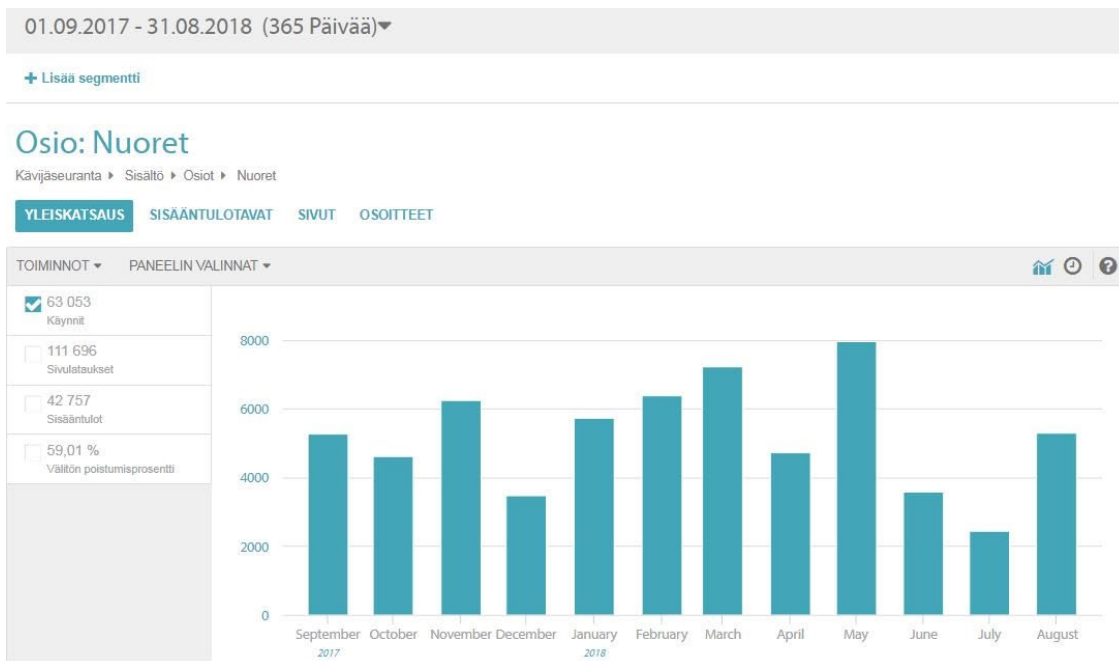 01.09.2017 - 31.08.2018 (365 Päivää)
+ Lisää segmentti
Osio: Nuoret
Kävijäseuranta Sisältö Osiot Nuoret
YLEISKATSAUS SISÄÄNTULOTAVAT SIVUT OSOITTEET
TOIMINNOT PANEELIN VALINNAT ?
63 053
Käynnit
111 696
Sivulataukset
42 757
Sisääntulot
59,01 %
Välitön poistumisprosentti
8000
6000
4000
2000
0
September October November December January February March April May June July August
2017 2018